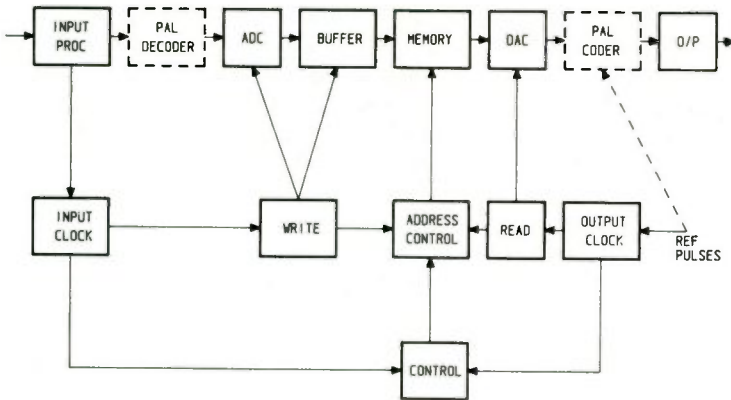 INPUT
PROC
PAL
DECODER
ADC
BUFFER
MEMORY
DAC
PAL
CODER
O/P
INPUT
CLOCK
WRITE
ADDRESS
CONTROL
READ
OUTPUT
CLOCK
REF
PULSES
CONTROL